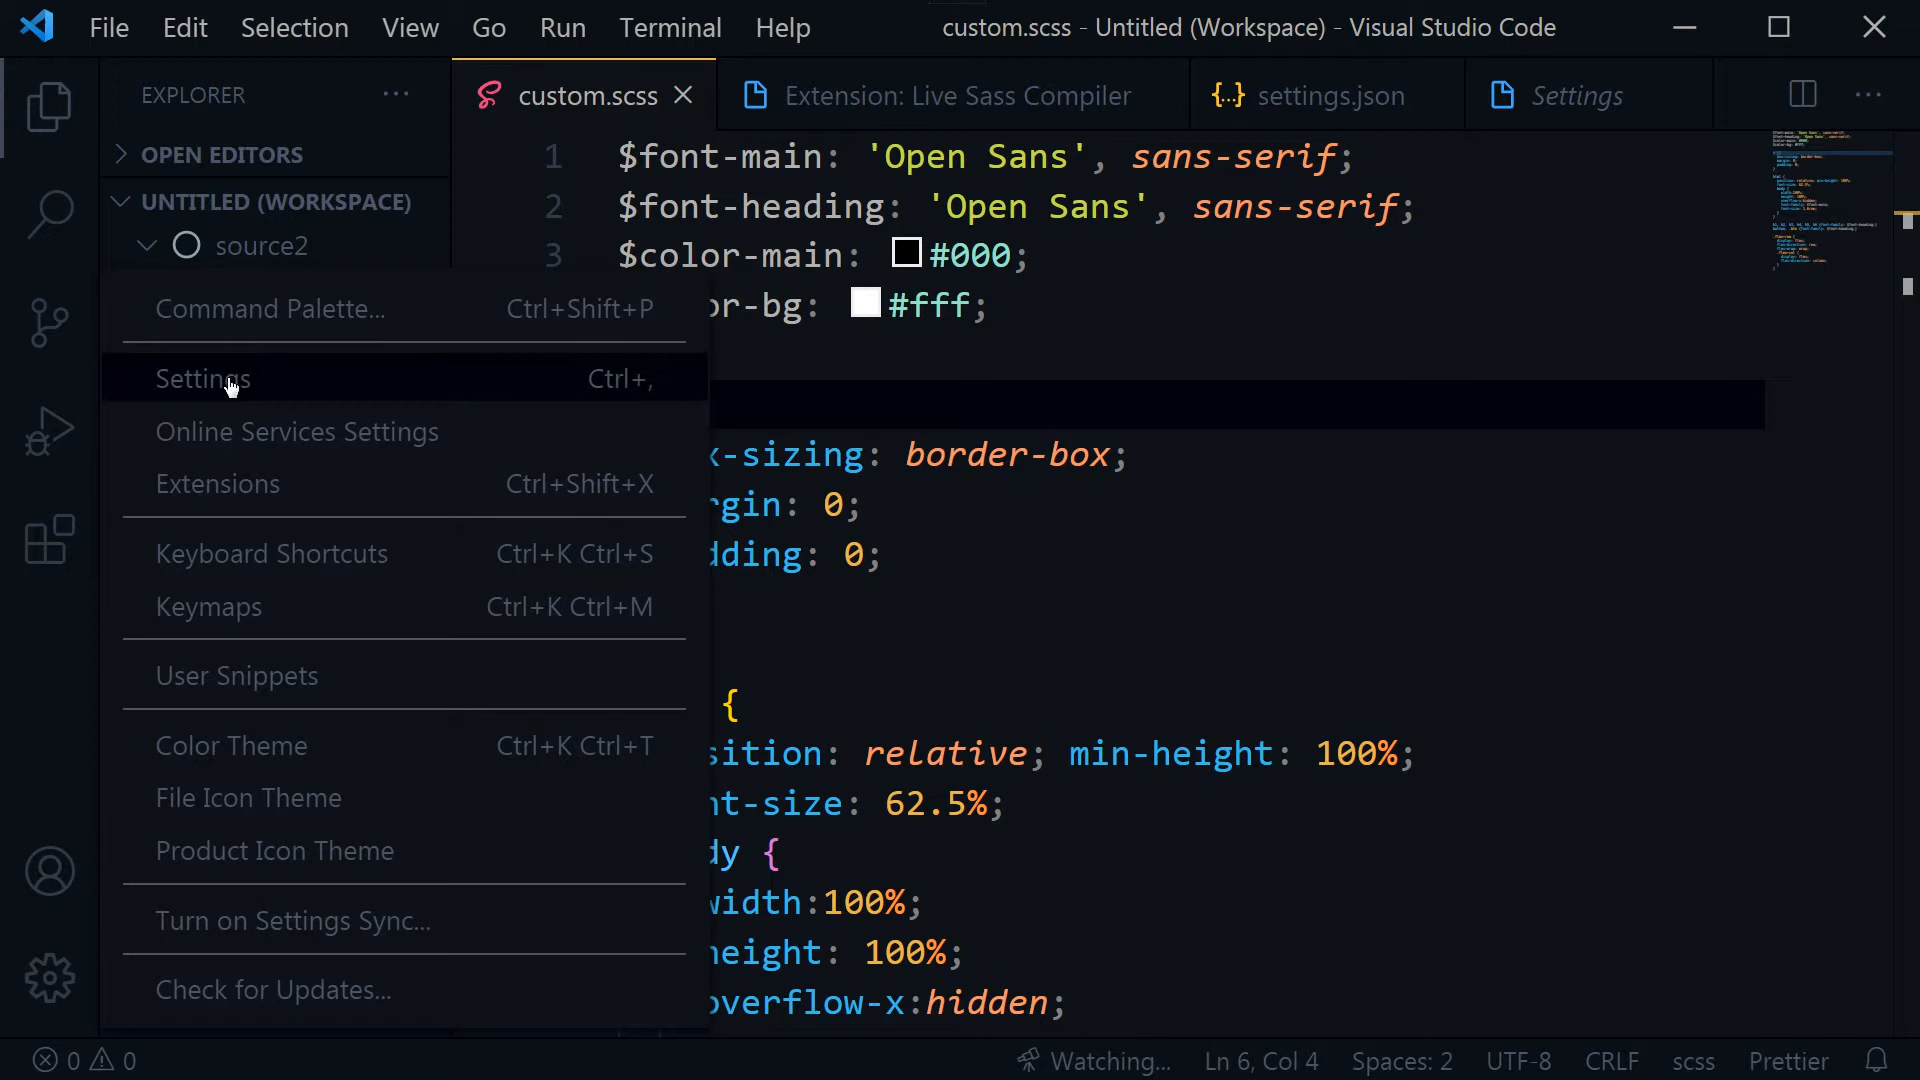 File Edit Selection View Go Run Terminal Help custom.scss - Untitled (Workspace) - Visual Studio Code
EXPLORER ...
custom.scss
Extension: Live Sass Compiler
{..} settings.json
Settings
...
OPEN EDITORS
UNTITLED (WORKSPACE)
source2
Command Palette... Ctrl+Shift+P
Settings Ctrl+,
Online Services Settings
Extensions Ctrl+Shift+X
Keyboard Shortcuts Ctrl+K Ctrl+S
Keymaps Ctrl+K Ctrl+M
User Snippets
Color Theme Ctrl+K Ctrl+T
File Icon Theme
Product Icon Theme
Turn on Settings Sync...
Check for Updates...
1 $font-main: 'Open Sans', sans-serif;
2 $font-heading: 'Open Sans', sans-serif;
3 $color-main: #000;
or-bg: #fff;
x-sizing: border-box;
rgin: 0;
dding: 0;
{
sition: relative; min-height: 100%;
nt-size: 62.5%;
dy {
width:100%;
height: 100%;
overflow-x:hidden;
0 0
Watching... Ln 6, Col 4 Spaces: 2 UTF-8 CRLF scss Prettier